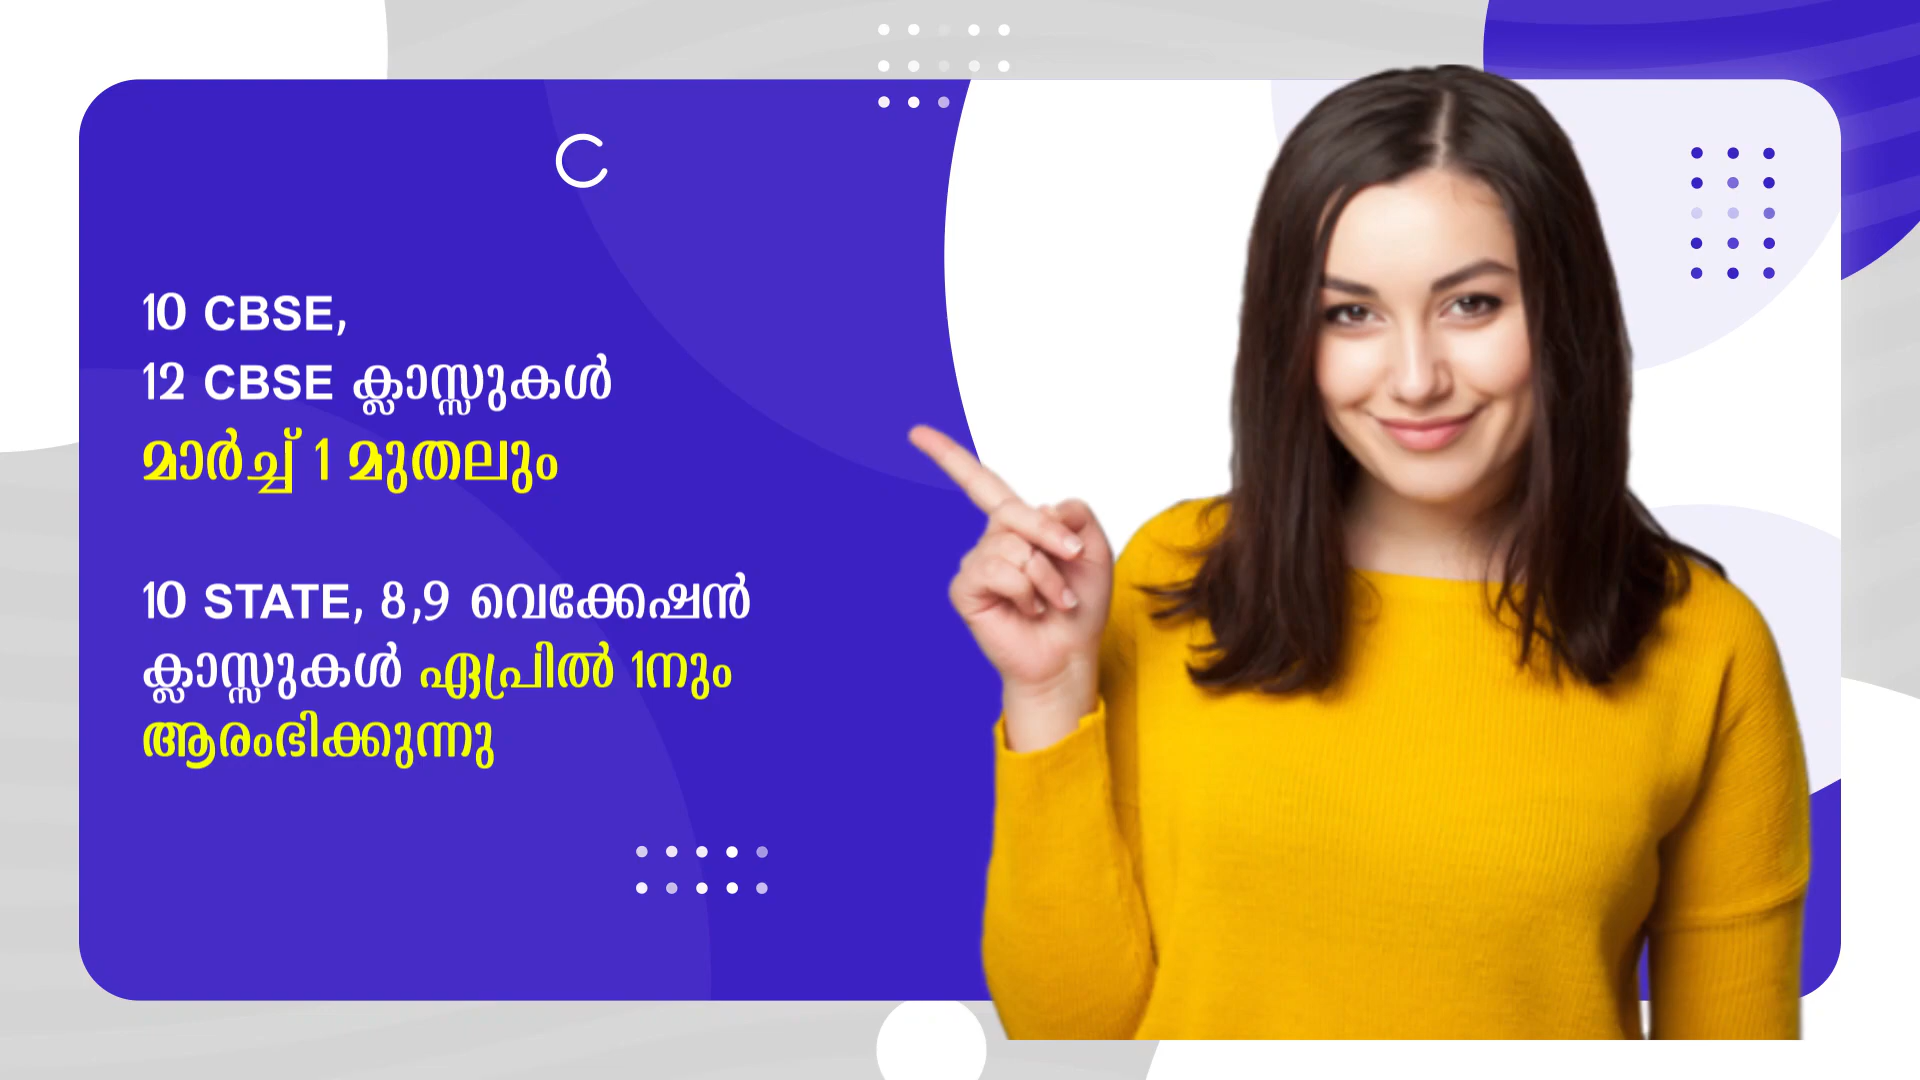 10 CBSE,
12 CBSE ക്ലാസ്സുകൾ
മാർച്ച് 1 മുതലും
10 STATE, 8,9 വെക്കേഷൻ
ക്ലാസ്സുകൾ ഏപ്രിൽ 1നും
ആരംഭിക്കുന്നു